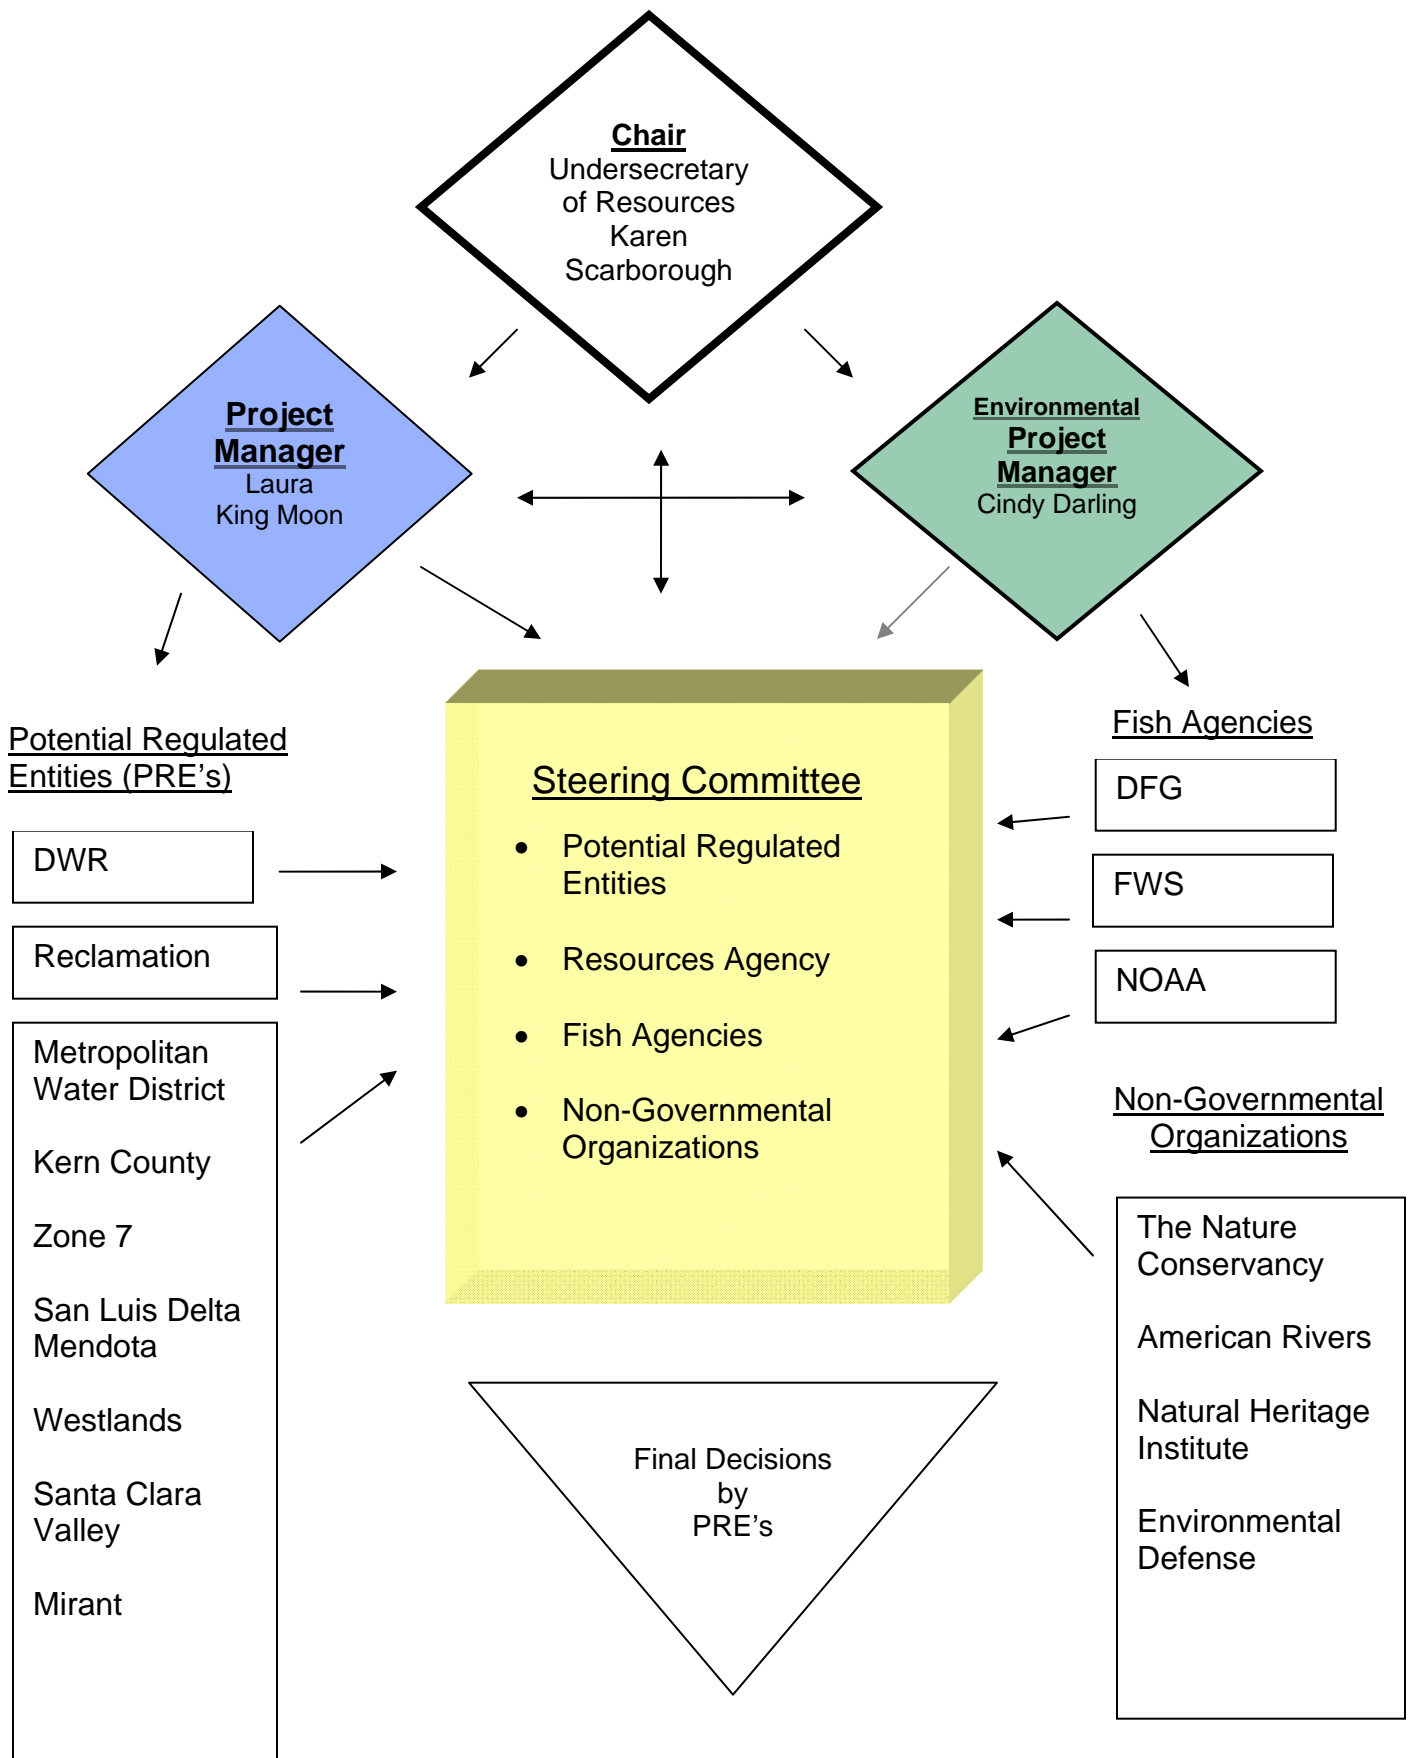 Chair
Undersecretary
of Resources
Karen
Scarborough
Project
Manager
Laura
King Moon
Environmental
Project
Manager
Cindy Darling
Potential Regulated
Entities (PRE's)
DWR
Reclamation
Metropolitan
Water District
Kern County
Zone 7
San Luis Delta
Mendota
Westlands
Santa Clara
Valley
Mirant
Steering Committee
• Potential Regulated
Entities
• Resources Agency
• Fish Agencies
• Non-Governmental
Organizations
Fish Agencies
DFG
FWS
NOAA
Non-Governmental
Organizations
The Nature
Conservancy
American Rivers
Natural Heritage
Institute
Environmental
Defense
Final Decisions
by
PRE's